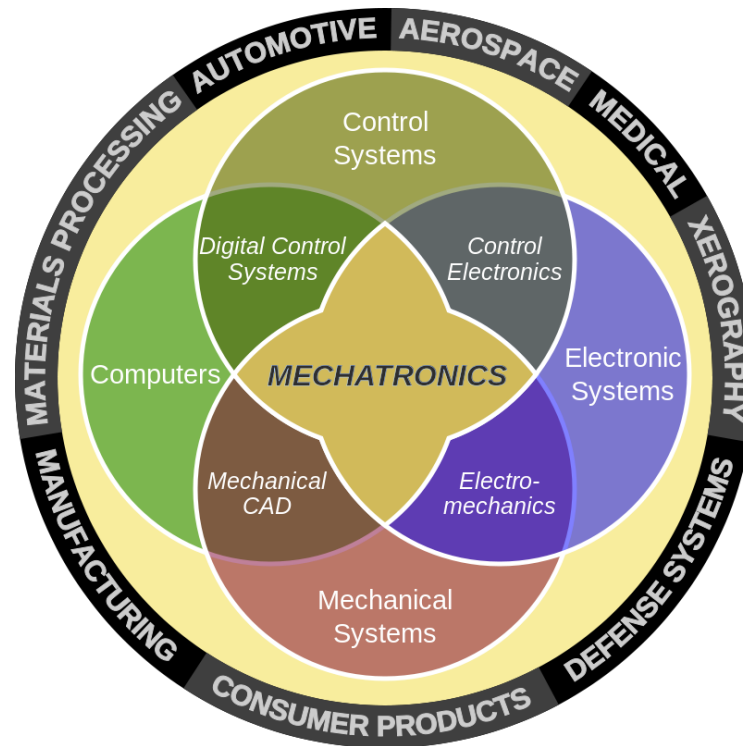 AUTOMOTIVE
AEROSPACE
MEDICAL
XEROGRAPHY
DEFENSE SYSTEMS
CONSUMER PRODUCTS
MANUFACTURING
MATERIALS PROCESSING
Control
Systems
Digital Control
Systems
Control
Electronics
Computers
MECHATRONICS
Electronic
Systems
Mechanical
CAD
Electro-
mechanics
Mechanical
Systems